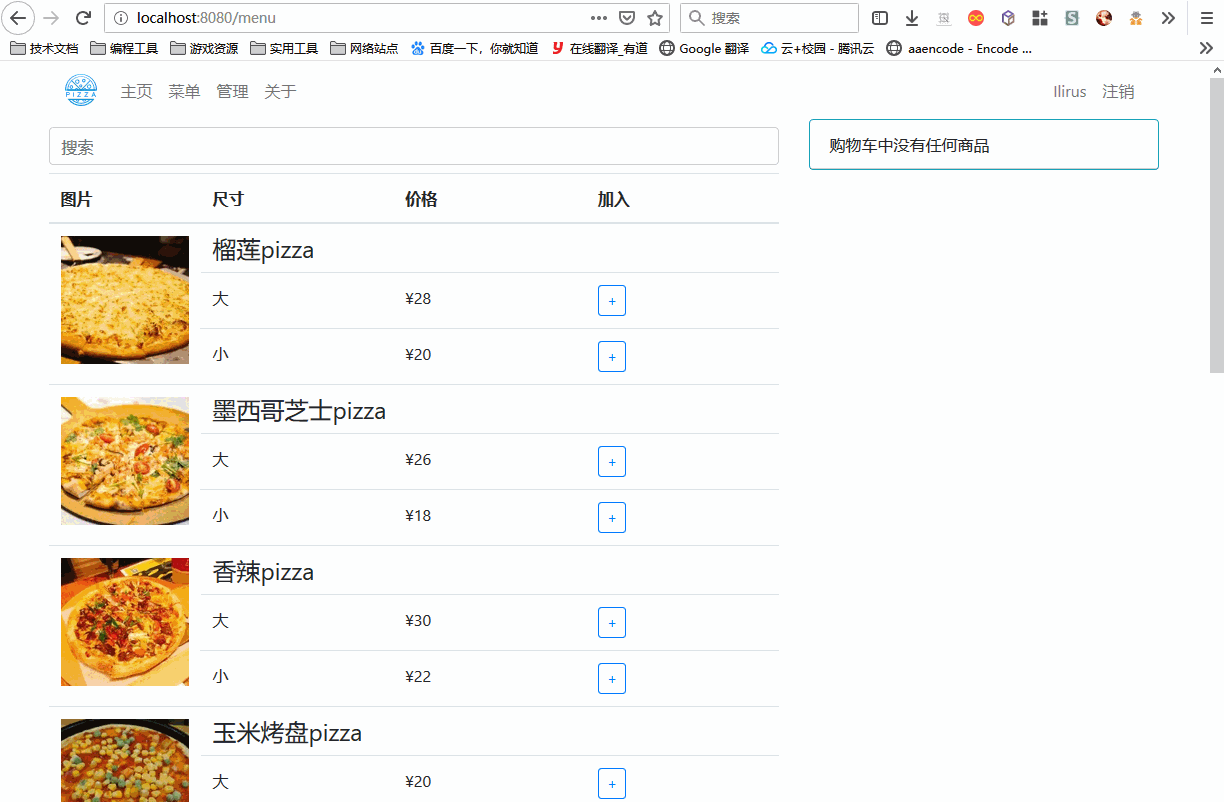 localhost:8080/menu
搜索
技术文档 编程工具 游戏资源 实用工具 网络站点 百度一下，你就知道 在线翻译_有道 Google 翻译 云+校园 - 腾讯云 aaencode - Encode ...
PIZZA 主页 菜单 管理 关于 Ilirus 注销
搜索
购物车中没有任何商品
图片 尺寸 价格 加入
榴莲pizza
大 ¥28 +
小 ¥20 +
墨西哥芝士pizza
大 ¥26 +
小 ¥18 +
香辣pizza
大 ¥30 +
小 ¥22 +
玉米烤盘pizza
大 ¥20 +